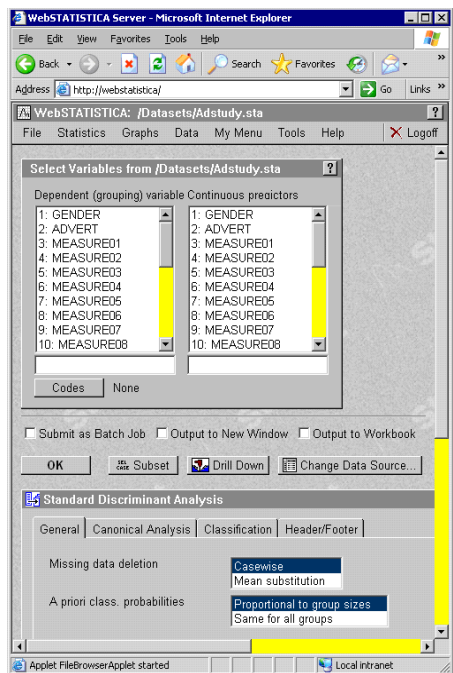 WebSTATISTICA Server - Microsoft Internet Explorer
File Edit View Favorites Tools Help
Back Search Favorites »
Address http://webstatistica/ Go Links »
WebSTATISTICA: /Datasets/Adstudy.sta ?
File Statistics Graphs Data My Menu Tools Help Logoff
Select Variables from /Datasets/Adstudy.sta ?
Dependent (grouping) variable Continuous predictors
1: GENDER 1: GENDER
2: ADVERT 2: ADVERT
3: MEASURE01 3: MEASURE01
4: MEASURE02 4: MEASURE02
5: MEASURE03 5: MEASURE03
6: MEASURE04 6: MEASURE04
7: MEASURE05 7: MEASURE05
8: MEASURE06 8: MEASURE06
9: MEASURE07 9: MEASURE07
10: MEASURE08 10: MEASURE08
Codes None
Submit as Batch Job Output to New Window Output to Workbook
OK SEL CASE Subset Drill Down Change Data Source...
Standard Discriminant Analysis
General Canonical Analysis Classification Header/Footer
Missing data deletion Casewise
Mean substitution
A priori class. probabilities Proportional to group sizes
Same for all groups
Applet FileBrowserApplet started Local intranet